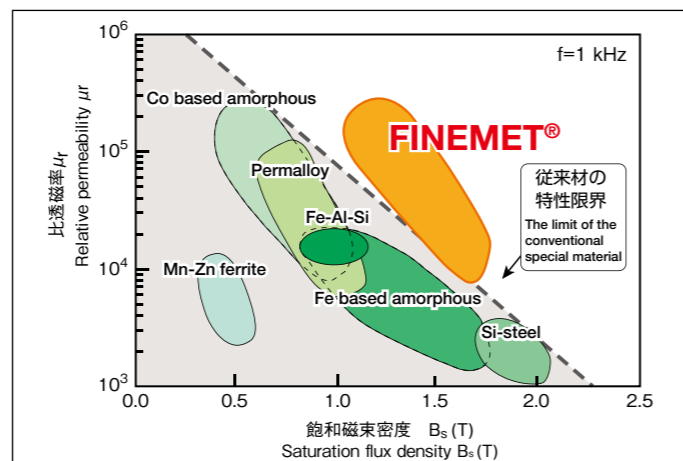 f=1 kHz
10⁶
10⁵
10⁴
10³
比透磁率μr
Relative permeability μr
Co based amorphous
FINEMET®
Permalloy
従来材の
特性限界
The limit of the
conventional
special material
Fe-Al-Si
Mn-Zn ferrite
Fe based amorphous
Si-steel
0.0 0.5 1.0 1.5 2.0 2.5
飽和磁束密度 Bs (T)
Saturation flux density Bs (T)